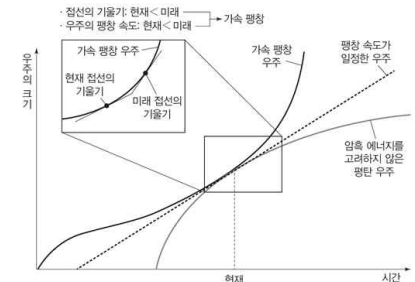 · 접선의 기울기: 현재 < 미래
· 우주의 팽창 속도: 현재 < 미래
가속 팽창
우주의 크기
가속 팽창 우주
현재 접선의
기울기
미래 접선의
기울기
가속 팽창
우주
팽창 속도가
일정한 우주
암흑 에너지를
고려하지 않은
평탄 우주
현재
시간